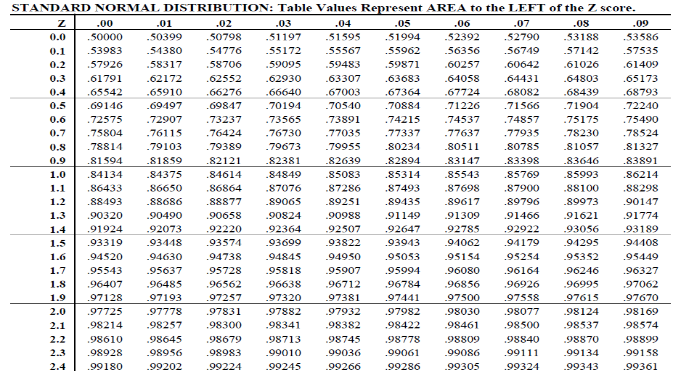 STANDARD NORMAL DISTRIBUTION: Table Values Represent AREA to the LEFT of the Z score.
Z .00 .01 .02 .03 .04 .05 .06 .07 .08 .09
0.0 .50000 .50399 .50798 .51197 .51595 .51994 .52392 .52790 .53188 .53586
0.1 .53983 .54380 .54776 .55172 .55567 .55962 .56356 .56749 .57142 .57535
0.2 .57926 .58317 .58706 .59095 .59483 .59871 .60257 .60642 .61026 .61409
0.3 .61791 .62172 .62552 .62930 .63307 .63683 .64058 .64431 .64803 .65173
0.4 .65542 .65910 .66276 .66640 .67003 .67364 .67724 .68082 .68439 .68793
0.5 .69146 .69497 .69847 .70194 .70540 .70884 .71226 .71566 .71904 .72240
0.6 .72575 .72907 .73237 .73565 .73891 .74215 .74537 .74857 .75175 .75490
0.7 .75804 .76115 .76424 .76730 .77035 .77337 .77637 .77935 .78230 .78524
0.8 .78814 .79103 .79389 .79673 .79955 .80234 .80511 .80785 .81057 .81327
0.9 .81594 .81859 .82121 .82381 .82639 .82894 .83147 .83398 .83646 .83891
1.0 .84134 .84375 .84614 .84849 .85083 .85314 .85543 .85769 .85993 .86214
1.1 .86433 .86650 .86864 .87076 .87286 .87493 .87698 .87900 .88100 .88298
1.2 .88493 .88686 .88877 .89065 .89251 .89435 .89617 .89796 .89973 .90147
1.3 .90320 .90490 .90658 .90824 .90988 .91149 .91309 .91466 .91621 .91774
1.4 .91924 .92073 .92220 .92364 .92507 .92647 .92785 .92922 .93056 .93189
1.5 .93319 .93448 .93574 .93699 .93822 .93943 .94062 .94179 .94295 .94408
1.6 .94520 .94630 .94738 .94845 .94950 .95053 .95154 .95254 .95352 .95449
1.7 .95543 .95637 .95728 .95818 .95907 .95994 .96080 .96164 .96246 .96327
1.8 .96407 .96485 .96562 .96638 .96712 .96784 .96856 .96926 .96995 .97062
1.9 .97128 .97193 .97257 .97320 .97381 .97441 .97500 .97558 .97615 .97670
2.0 .97725 .97778 .97831 .97882 .97932 .97982 .98030 .98077 .98124 .98169
2.1 .98214 .98257 .98300 .98341 .98382 .98422 .98461 .98500 .98537 .98574
2.2 .98610 .98645 .98679 .98713 .98745 .98778 .98809 .98840 .98870 .98899
2.3 .98928 .98956 .98983 .99010 .99036 .99061 .99086 .99111 .99134 .99158
2.4 .99180 .99202 .99224 .99245 .99266 .99286 .99305 .99324 .99343 .99361